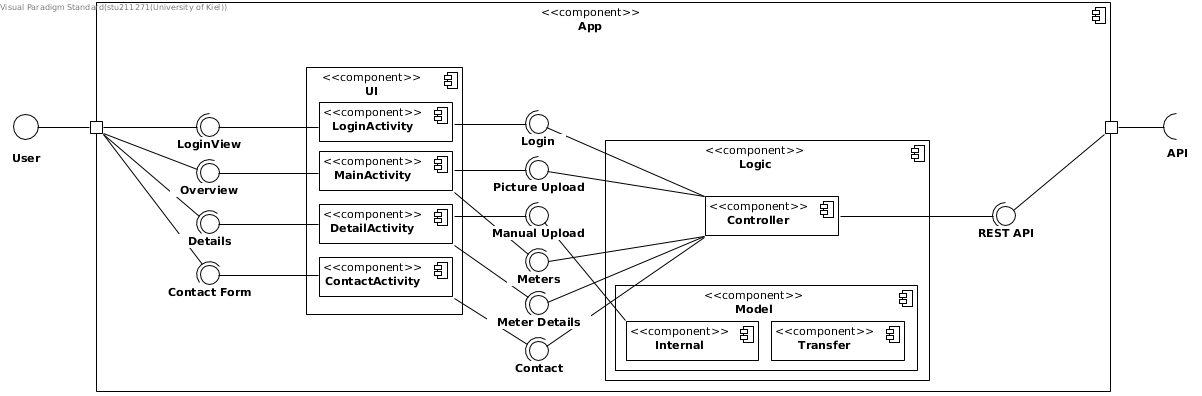 Visual Paradigm Standard(stu211271(University of Kiel))
<<component>>
App
<<component>>
UI
<<component>>
LoginActivity
<<component>>
MainActivity
<<component>>
DetailActivity
<<component>>
ContactActivity
User
LoginView
Overview
Details
Contact Form
Login
Picture Upload
Manual Upload
Meters
Meter Details
Contact
<<component>>
Logic
<<component>>
Controller
<<component>>
Model
<<component>>
Internal
<<component>>
Transfer
REST API
API